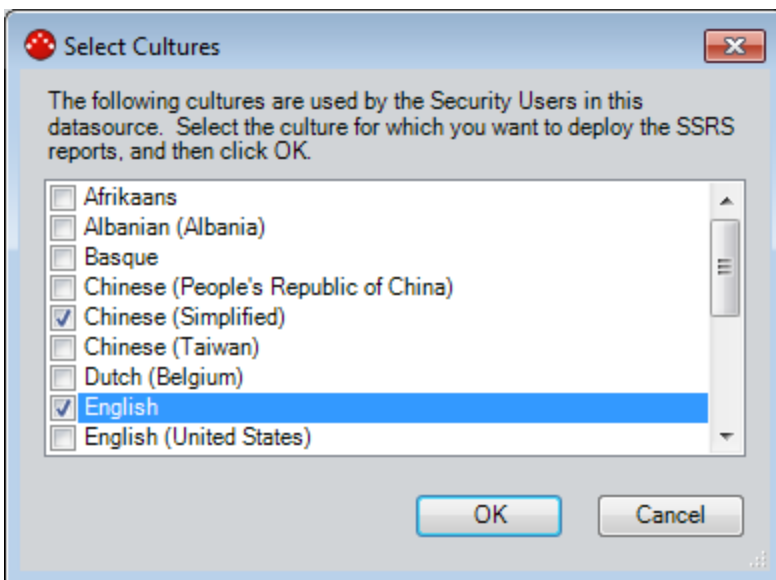 Select Cultures
The following cultures are used by the Security Users in this
datasource. Select the culture for which you want to deploy the SSRS
reports, and then click OK.
Afrikaans
Albanian (Albania)
Basque
Chinese (People's Republic of China)
Chinese (Simplified)
Chinese (Taiwan)
Dutch (Belgium)
English
English (United States)
OK Cancel